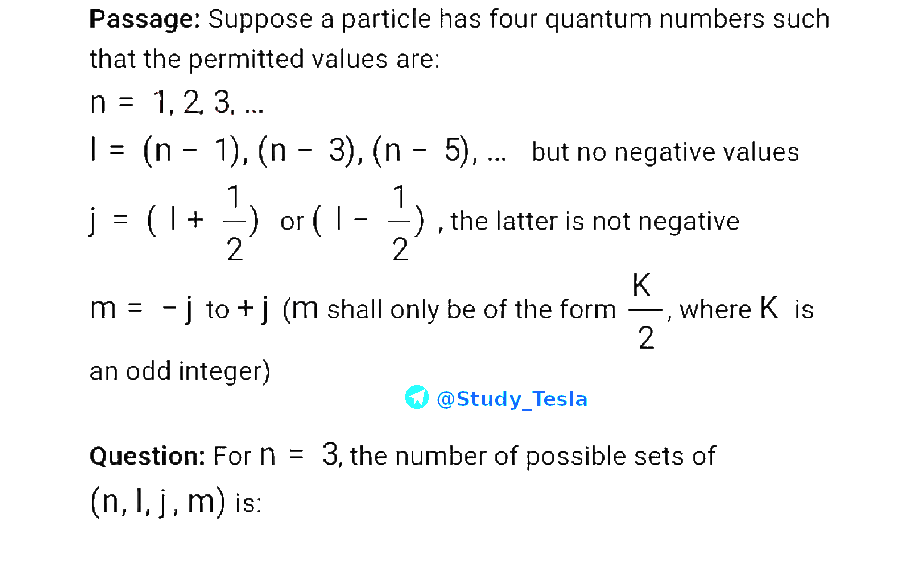 Passage: Suppose a particle has four quantum numbers such
that the permitted values are:
n = 1, 2, 3, ...
l = (n − 1), (n − 3), (n − 5), ... but no negative values
j = ( l + 1/2 ) or ( l − 1/2 ) , the latter is not negative
m = − j to + j (m shall only be of the form K/2 , where K is
an odd integer)
@Study_Tesla
Question: For n = 3, the number of possible sets of
(n, l, j, m) is: